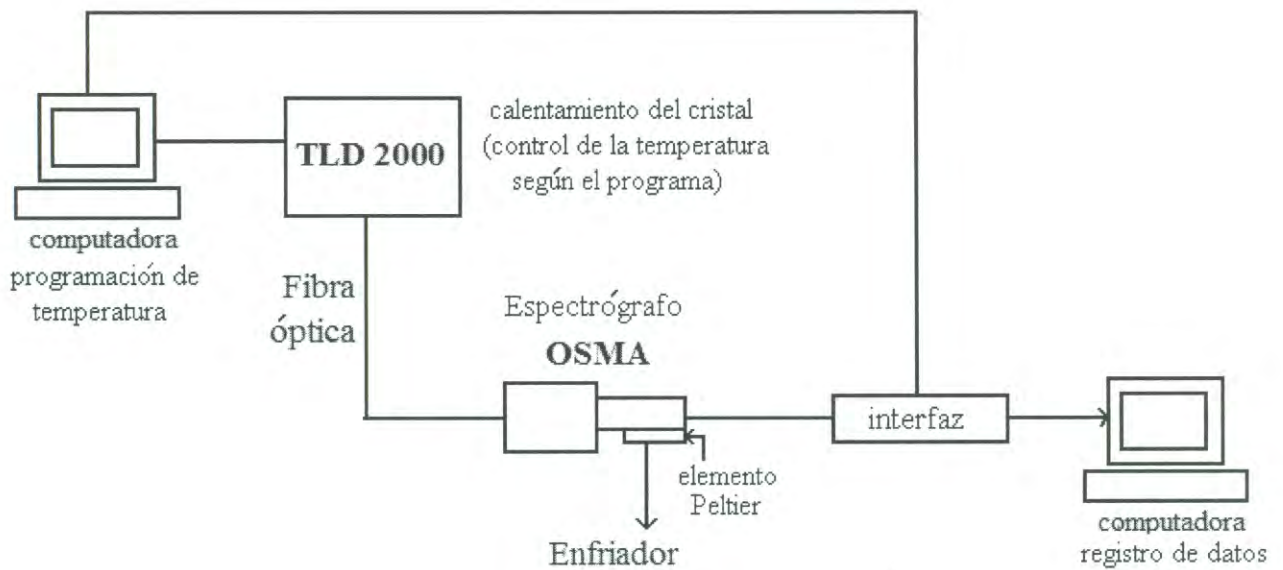 TLD 2000
calentamiento del cristal
(control de la temperatura
según el programa)
computadora
programación de
temperatura
Fibra
óptica
Espectrógrafo
OSMA
interfaz
elemento
Peltier
Enfriador
computadora
registro de datos